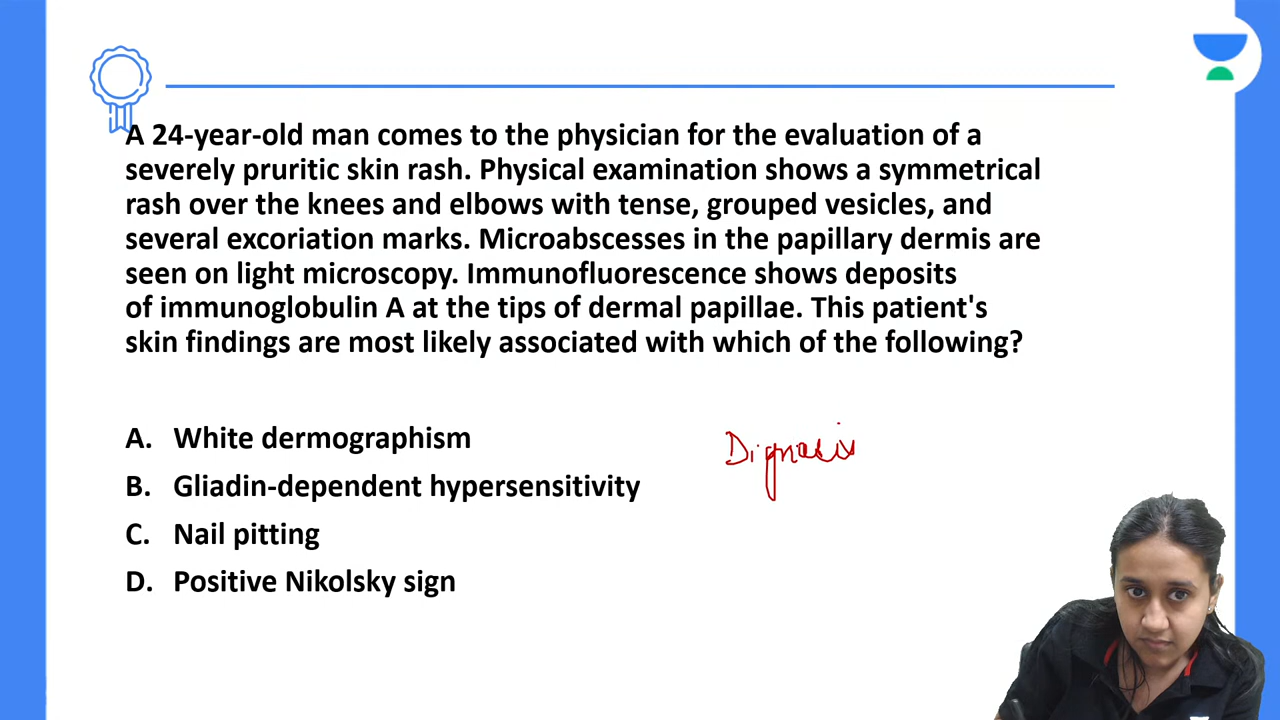 A 24-year-old man comes to the physician for the evaluation of a
severely pruritic skin rash. Physical examination shows a symmetrical
rash over the knees and elbows with tense, grouped vesicles, and
several excoriation marks. Microabscesses in the papillary dermis are
seen on light microscopy. Immunofluorescence shows deposits
of immunoglobulin A at the tips of dermal papillae. This patient's
skin findings are most likely associated with which of the following?
A. White dermographism
B. Gliadin-dependent hypersensitivity
C. Nail pitting
D. Positive Nikolsky sign